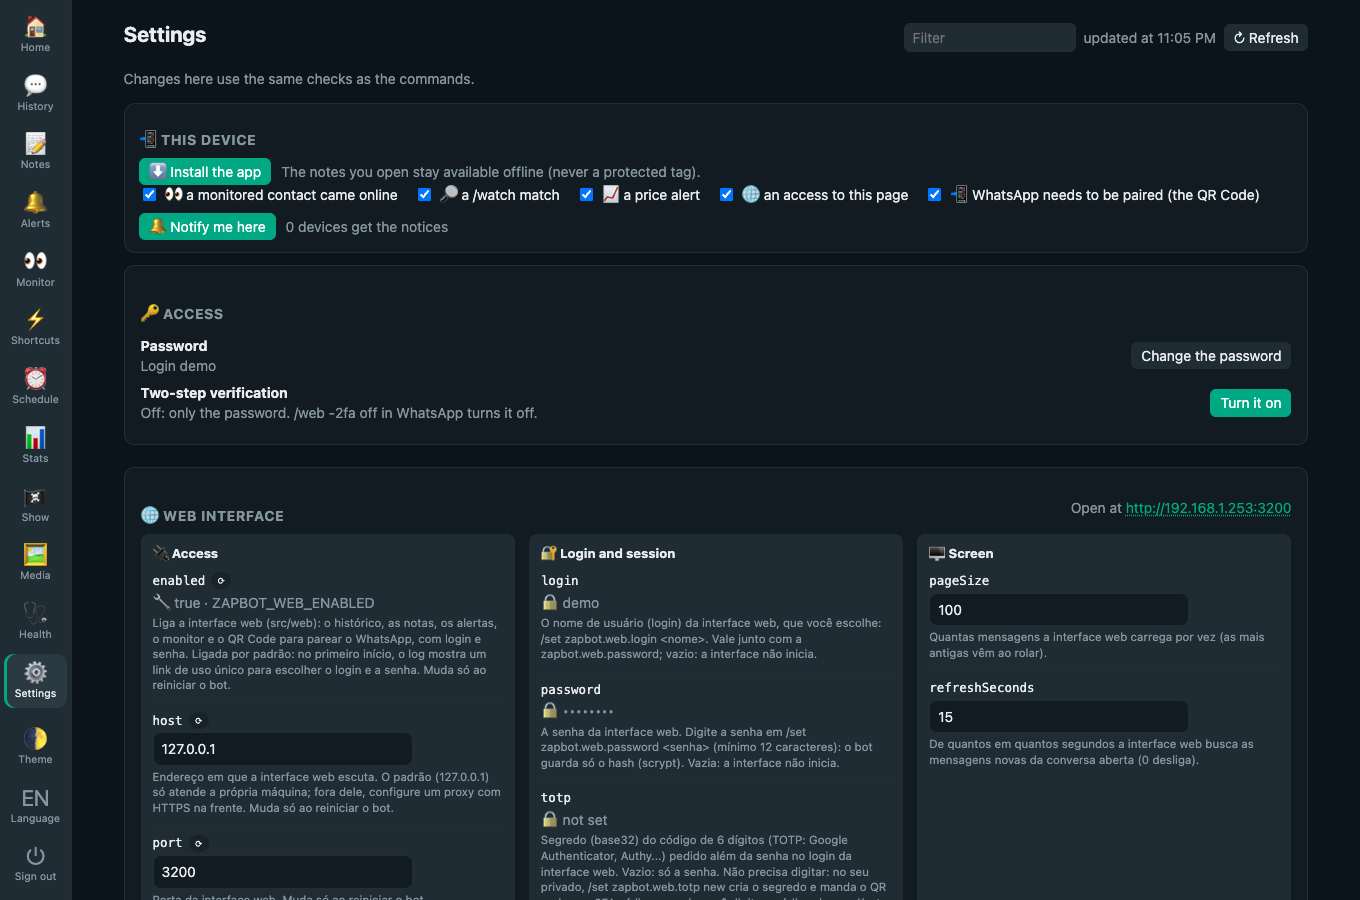 Home
History
Notes
Alerts
Monitor
Shortcuts
Schedule
Stats
Show
Media
Health
Settings
Theme
EN
Language
Sign out
Settings
Filter
updated at 11:05 PM
Refresh
Changes here use the same checks as the commands.
THIS DEVICE
Install the app
The notes you open stay available offline (never a protected tag).
a monitored contact came online
a /watch match
a price alert
an access to this page
WhatsApp needs to be paired (the QR Code)
Notify me here
0 devices get the notices
ACCESS
Password
Login demo
Change the password
Two-step verification
Off: only the password. /web -2fa off in WhatsApp turns it off.
Turn it on
WEB INTERFACE
Open at http://192.168.1.253:3200
Access
enabled
true · ZAPBOT_WEB_ENABLED
Liga a interface web (src/web): o histórico, as notas, os alertas,
o monitor e o QR Code para parear o WhatsApp, com login e
senha. Ligada por padrão: no primeiro início, o log mostra um
link de uso único para escolher o login e a senha. Muda só ao
reiniciar o bot.
host
127.0.0.1
Endereço em que a interface web escuta. O padrão (127.0.0.1)
só atende a própria máquina; fora dele, configure um proxy com
HTTPS na frente. Muda só ao reiniciar o bot.
port
3200
Porta da interface web. Muda só ao reiniciar o bot.
Login and session
login
demo
O nome de usuário (login) da interface web, que você escolhe:
/set zapbot.web.login <nome>. Vale junto com a
zapbot.web.password; vazio: a interface não inicia.
password
••••••••
A senha da interface web. Digite a senha em /set
zapbot.web.password <senha> (mínimo 12 caracteres): o bot
guarda só o hash (scrypt). Vazia: a interface não inicia.
totp
not set
Segredo (base32) do código de 6 dígitos (TOTP: Google
Authenticator, Authy...) pedido além da senha no login da
interface web. Vazio: só a senha. Não precisa digitar: no seu
privado, /set zapbot.web.totp new cria o segredo e manda o QR
Screen
pageSize
100
Quantas mensagens a interface web carrega por vez (as mais
antigas vêm ao rolar).
refreshSeconds
15
De quantos em quantos segundos a interface web busca as
mensagens novas da conversa aberta (0 desliga).